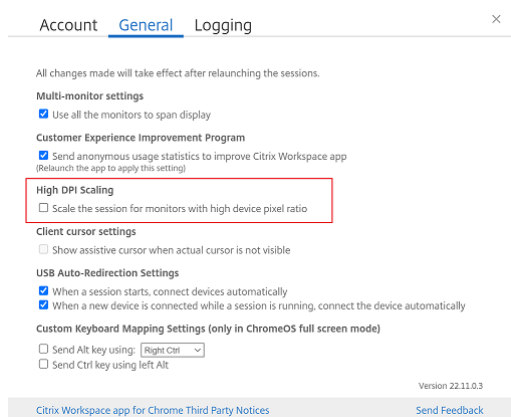 Account General Logging
All changes made will take effect after relaunching the sessions.
Multi-monitor settings
Use all the monitors to span display
Customer Experience Improvement Program
Send anonymous usage statistics to improve Citrix Workspace app
(Relaunch the app to apply this setting)
High DPI Scaling
Scale the session for monitors with high device pixel ratio
Client cursor settings
Show assistive cursor when actual cursor is not visible
USB Auto-Redirection Settings
When a session starts, connect devices automatically
When a new device is connected while a session is running, connect the device automatically
Custom Keyboard Mapping Settings (only in ChromeOS full screen mode)
Send Alt key using: Right Ctrl
Send Ctrl key using left Alt
Version 22.11.0.3
Citrix Workspace app for Chrome Third Party Notices Send Feedback